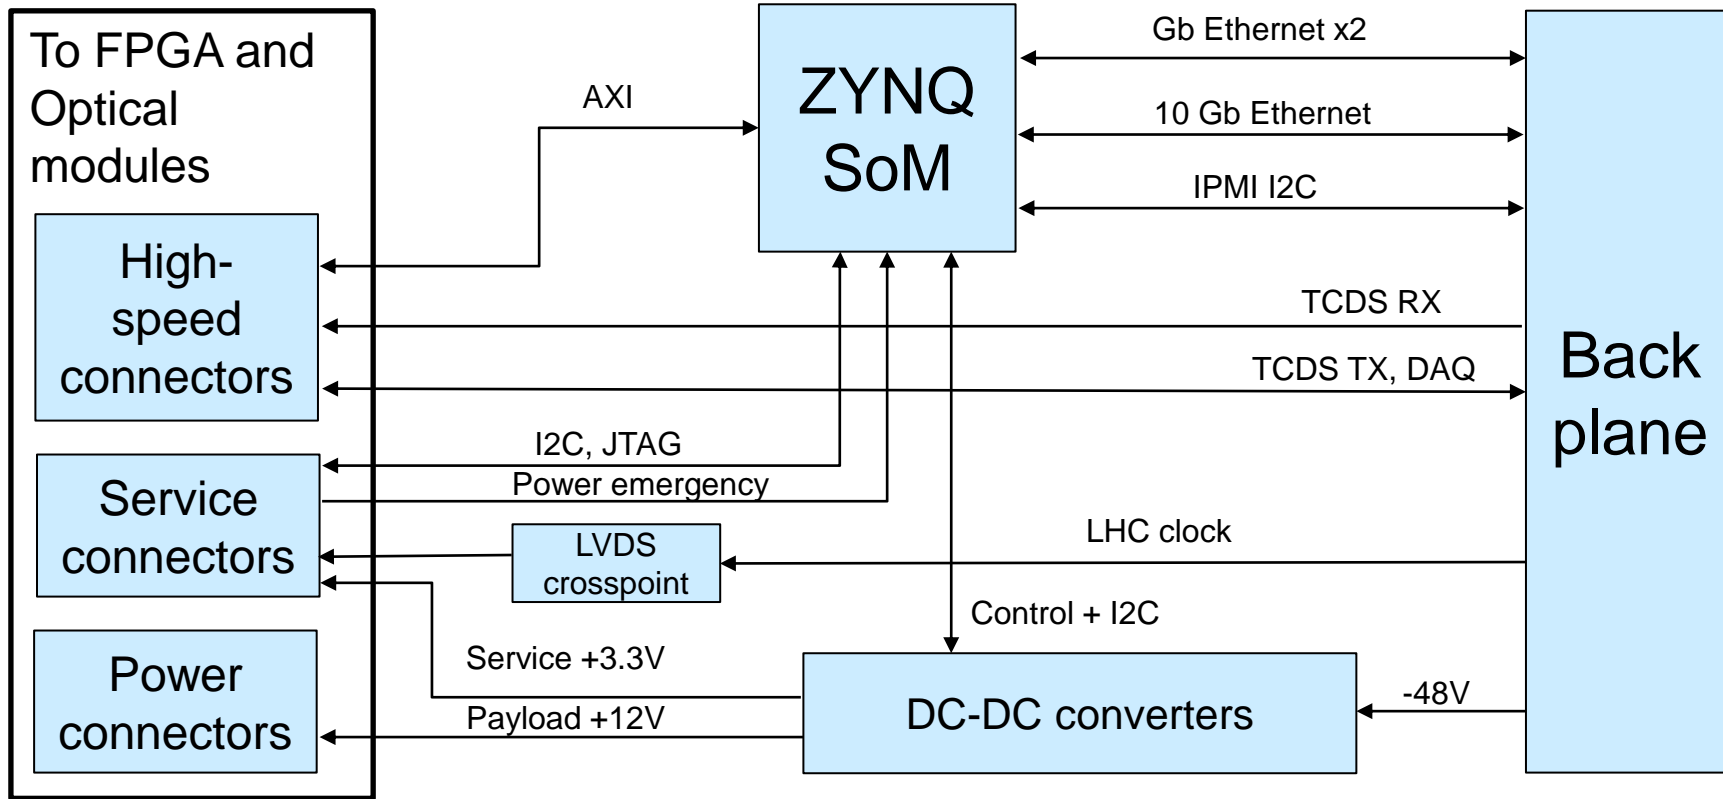 To FPGA and
Optical
modules
High-
speed
connectors
Service
connectors
Power
connectors
AXI
ZYNQ
SoM
Gb Ethernet x2
10 Gb Ethernet
IPMI I2C
TCDS RX
TCDS TX, DAQ
I2C, JTAG
Power emergency
LVDS
crosspoint
LHC clock
Control + I2C
Service +3.3V
Payload +12V
DC-DC converters
-48V
Back
plane